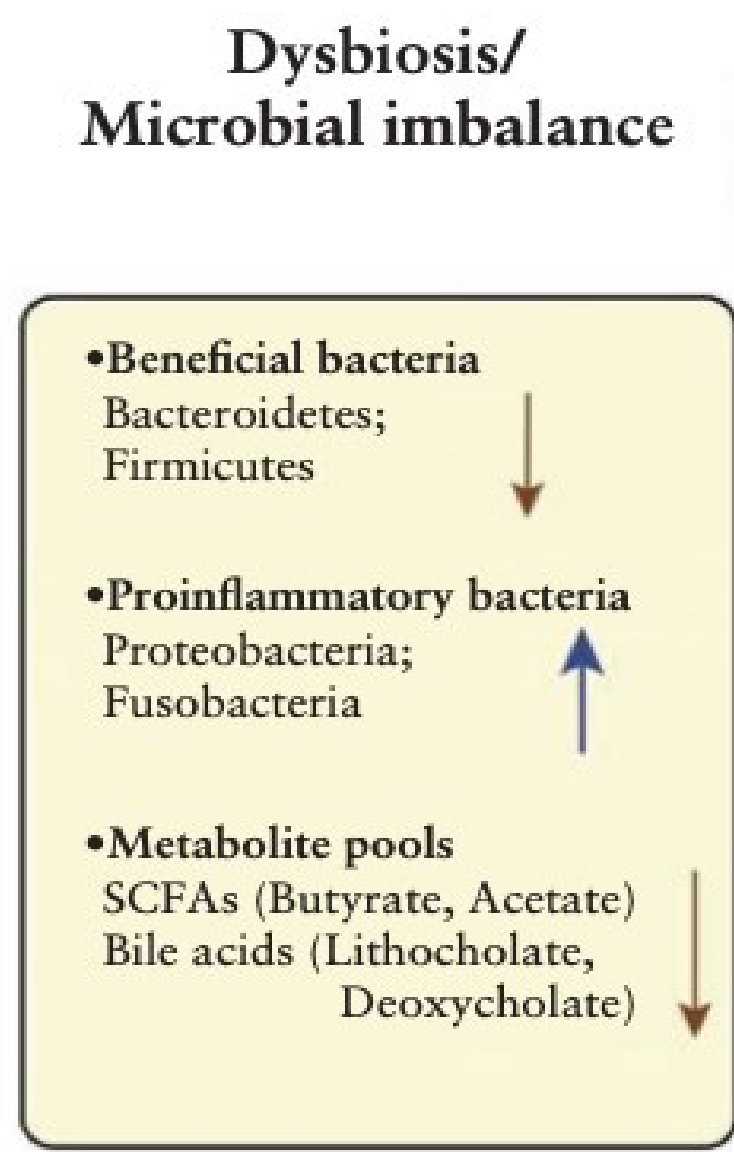 Dysbiosis/
Microbial imbalance
•Beneficial bacteria
Bacteroidetes;
Firmicutes
•Proinflammatory bacteria
Proteobacteria;
Fusobacteria
•Metabolite pools
SCFAs (Butyrate, Acetate)
Bile acids (Lithocholate,
Deoxycholate)